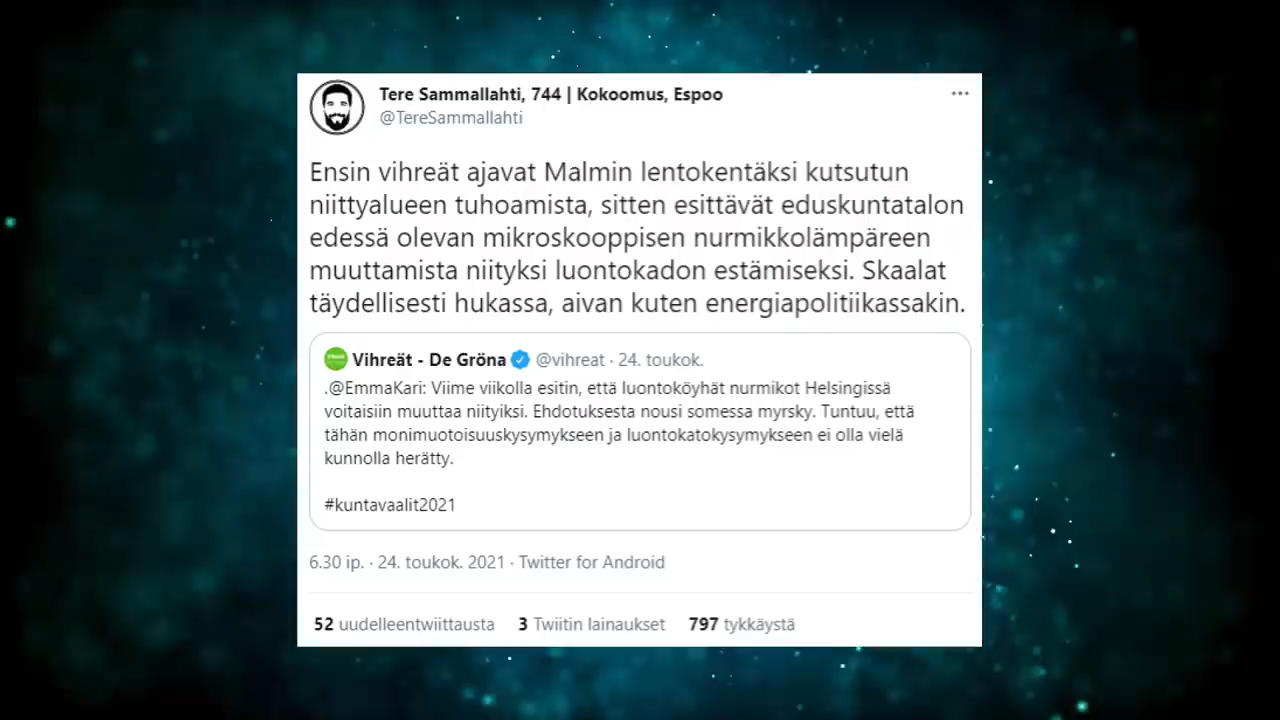 Tere Sammallahti, 744 | Kokoomus, Espoo
@TereSammallahti
Ensin vihreät ajavat Malmin lentokentäksi kutsutun
niittyalueen tuhoamista, sitten esittävät eduskuntatalon
edessä olevan mikroskooppisen nurmikkolämpäreen
muuttamista niityksi luontokadon estämiseksi. Skaalat
täydellisesti hukassa, aivan kuten energiapolitiikassakin.
Vihreät - De Gröna @vihreat · 24. toukok.
.@EmmaKari: Viime viikolla esitin, että luontoköyhät nurmikot Helsingissä
voitaisiin muuttaa niityiksi. Ehdotuksesta nousi somessa myrsky. Tuntuu, että
tähän monimuotoisuuskysymykseen ja luontokatokysymykseen ei olla vielä
kunnolla herätty.
#kuntavaalit2021
6.30 ip. · 24. toukok. 2021 · Twitter for Android
52 uudelleentwiittausta 3 Twiitin lainaukset 797 tykkäystä